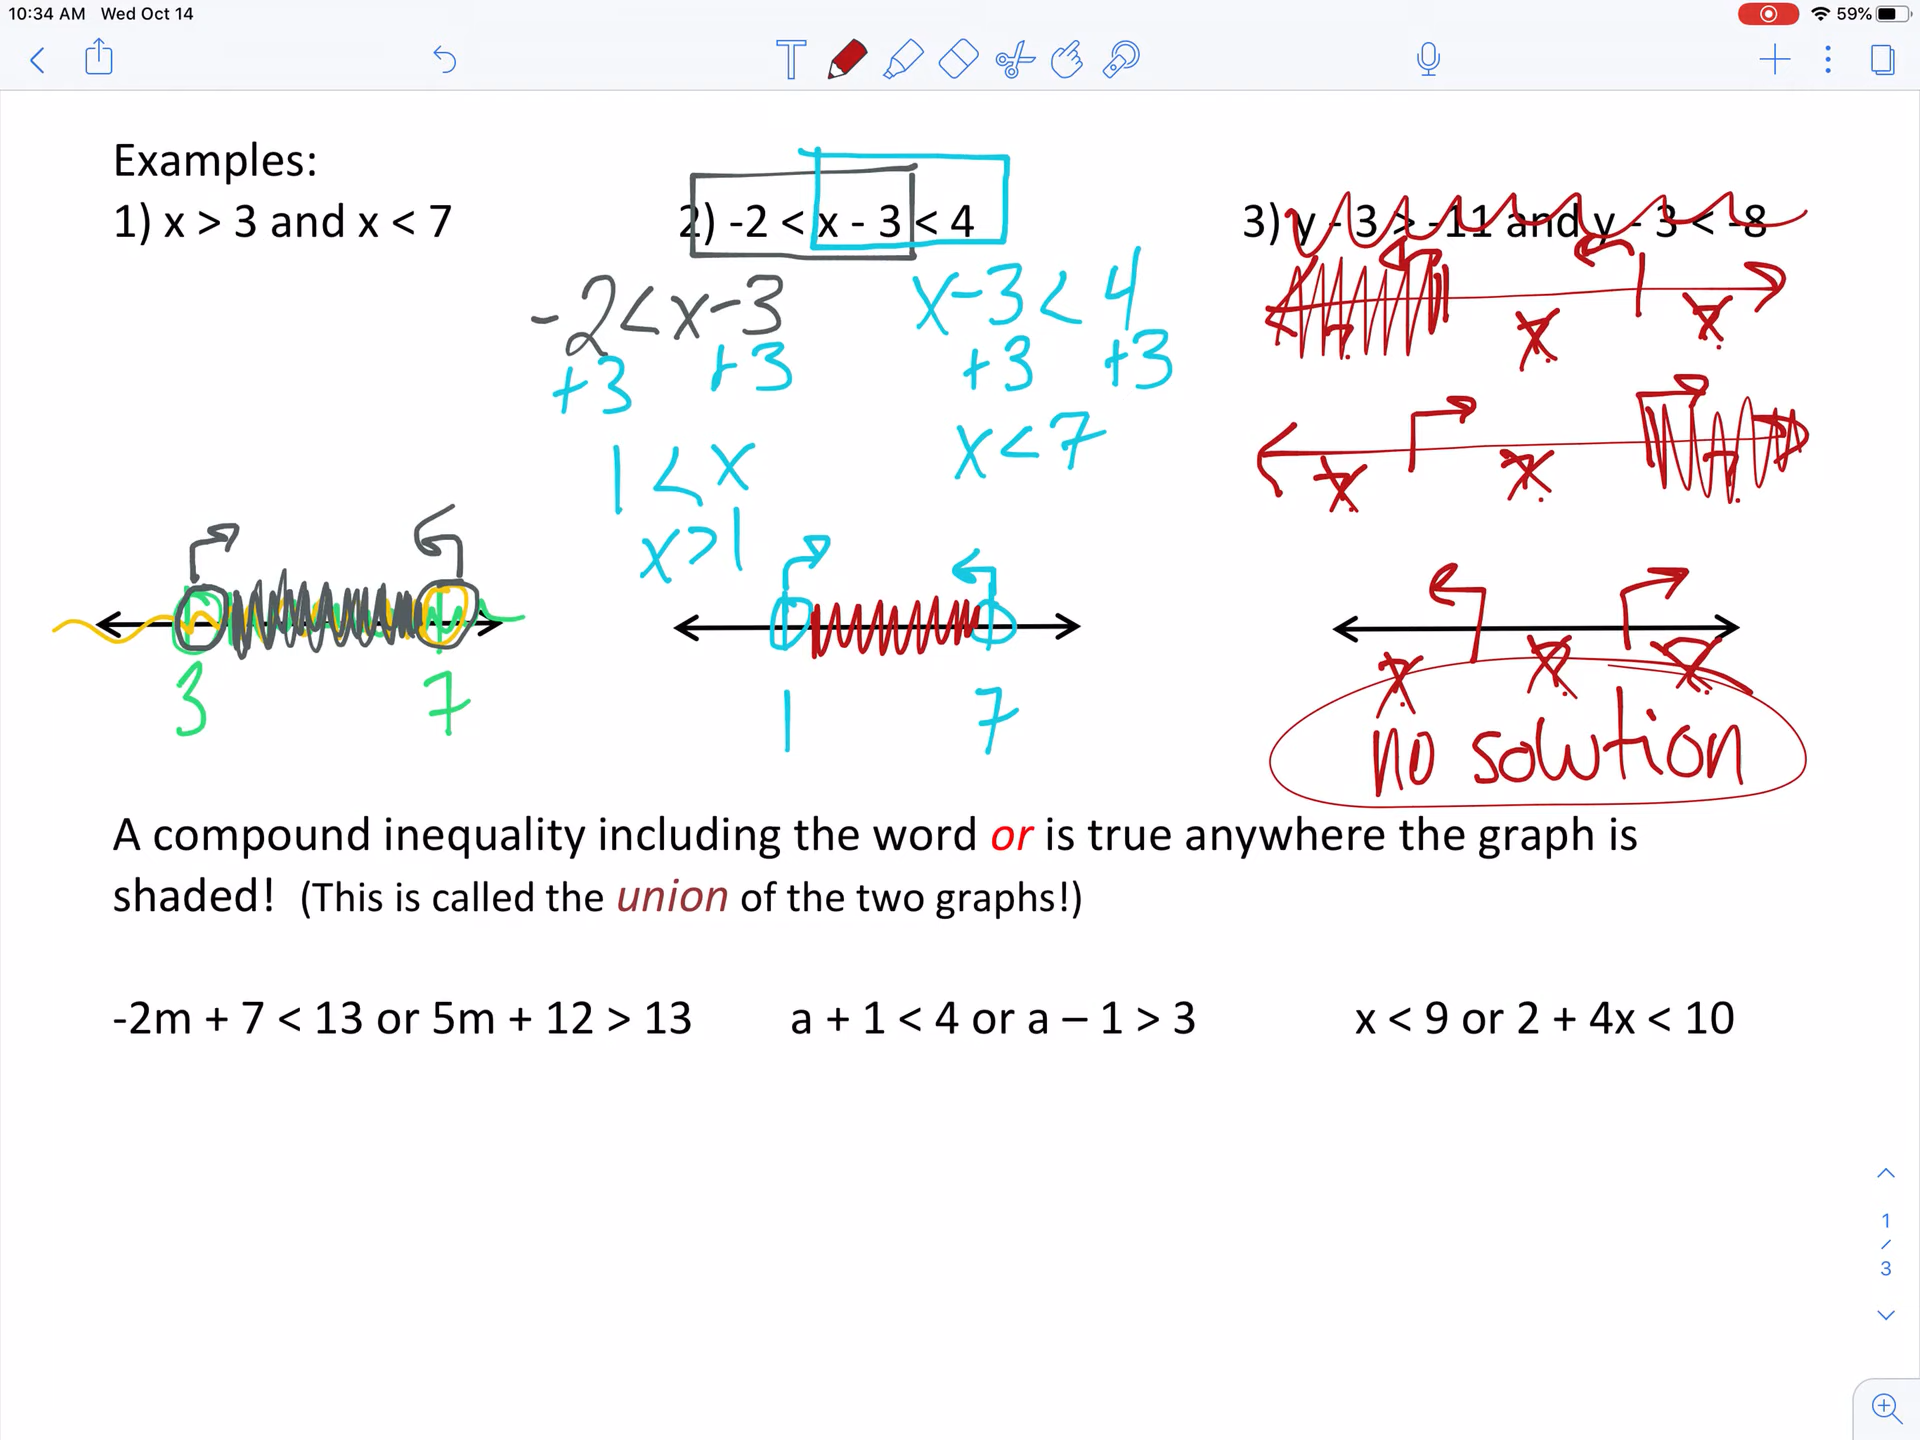 10:34 AM Wed Oct 14
59%
Examples:
1) x > 3 and x < 7
2) -2 < x - 3 < 4
3) y - 3 > -11 and y - 3 < -8
-2 < x - 3
x - 3 < 4
+3 +3
+3 +3
1 < x
x < 7
x > 1
3 7
1 7
no solution
A compound inequality including the word or is true anywhere the graph is
shaded! (This is called the union of the two graphs!)
-2m + 7 < 13 or 5m + 12 > 13
a + 1 < 4 or a – 1 > 3
x < 9 or 2 + 4x < 10
1
/
3